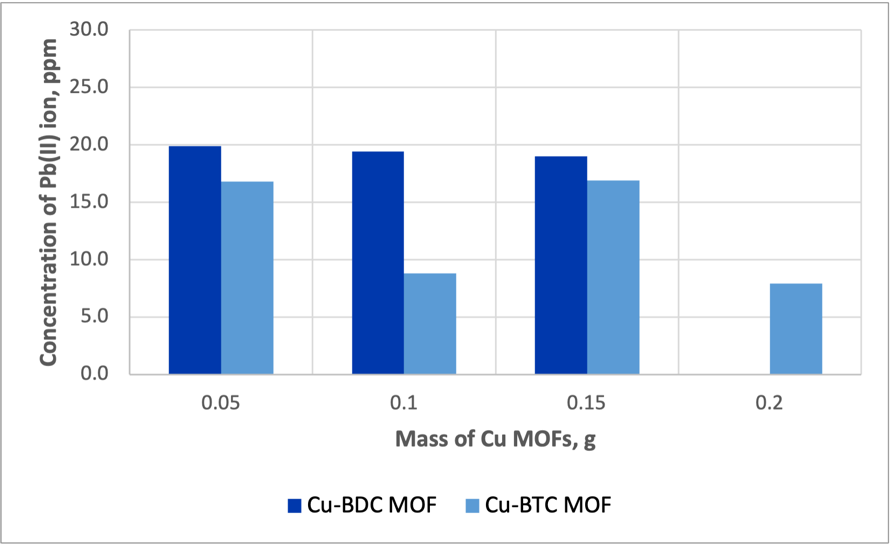 30.0
25.0
20.0
15.0
10.0
5.0
0.0
Concentration of Pb(II) ion, ppm
0.05 0.1 0.15 0.2
Mass of Cu MOFs, g
Cu-BDC MOF Cu-BTC MOF